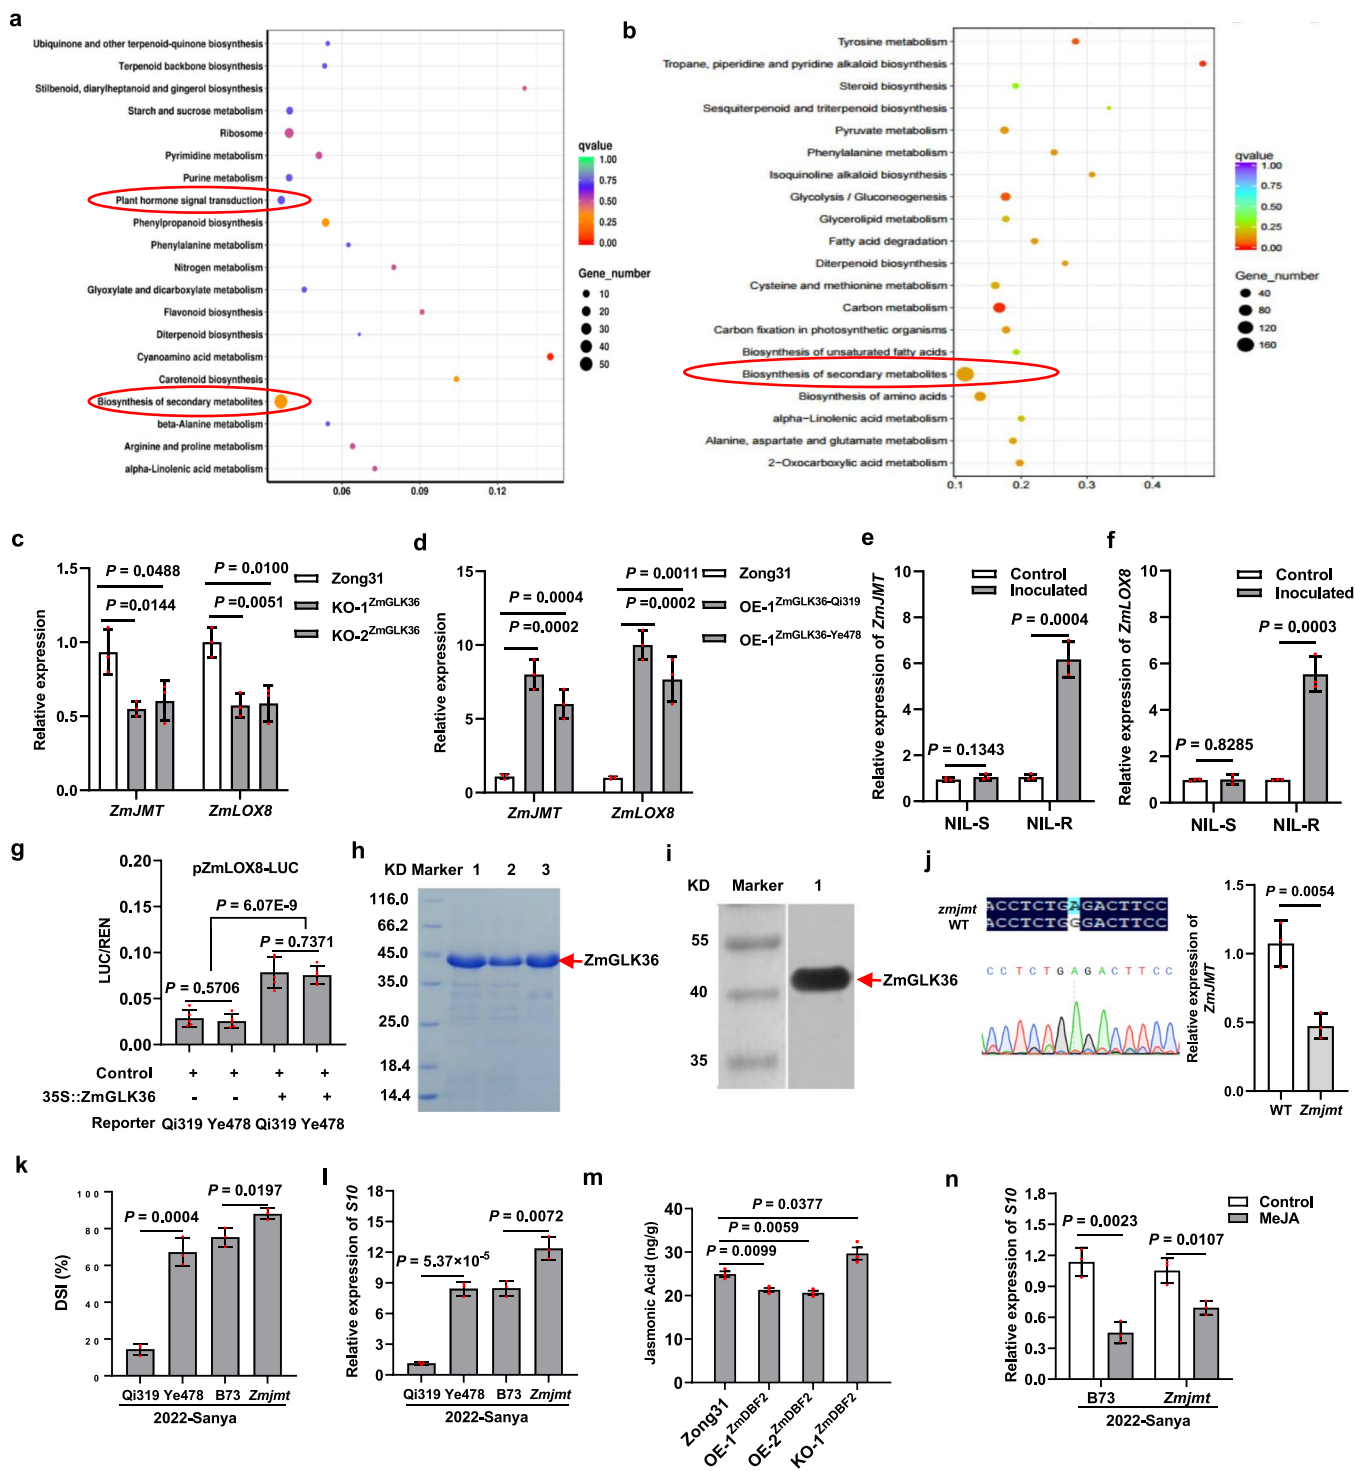 a
Ubiquinone and other terpenoid-quinone biosynthesis
Terpenoid backbone biosynthesis
Stilbenoid, diarylheptanoid and gingerol biosynthesis
Starch and sucrose metabolism
Ribosome
Pyrimidine metabolism
Purine metabolism
Plant hormone signal transduction
Phenylpropanoid biosynthesis
Phenylalanine metabolism
Nitrogen metabolism
Glyoxylate and dicarboxylate metabolism
Flavonoid biosynthesis
Diterpenoid biosynthesis
Cyanoamino acid metabolism
Carotenoid biosynthesis
Biosynthesis of secondary metabolites
beta-Alanine metabolism
Arginine and proline metabolism
alpha-Linolenic acid metabolism
0.06 0.09 0.12
qvalue
1.00
0.75
0.50
0.25
0.00
Gene_number
10
20
30
40
50
b
Tyrosine metabolism
Tropane, piperidine and pyridine alkaloid biosynthesis
Steroid biosynthesis
Sesquiterpenoid and triterpenoid biosynthesis
Pyruvate metabolism
Phenylalanine metabolism
Isoquinoline alkaloid biosynthesis
Glycolysis / Gluconeogenesis
Glycerolipid metabolism
Fatty acid degradation
Diterpenoid biosynthesis
Cysteine and methionine metabolism
Carbon metabolism
Carbon fixation in photosynthetic organisms
Biosynthesis of unsaturated fatty acids
Biosynthesis of secondary metabolites
Biosynthesis of amino acids
alpha-Linolenic acid metabolism
Alanine, aspartate and glutamate metabolism
2-Oxocarboxylic acid metabolism
0.1 0.2 0.3 0.4
qvalue
1.00
0.75
0.50
0.25
0.00
Gene_number
40
80
120
160
c
Relative expression
1.5
1.0
0.5
0.0
P = 0.0488
P =0.0144
P = 0.0100
P =0.0051
ZmJMT ZmLOX8
Zong31
KO-1ZmGLK36
KO-2ZmGLK36
d
Relative expression
15
10
5
0
P = 0.0004
P =0.0002
P = 0.0011
P =0.0002
ZmJMT ZmLOX8
Zong31
OE-1ZmGLK36-Qi319
OE-1ZmGLK36-Ye478
e
Relative expression of ZmJMT
10
8
6
4
2
0
Control
Inoculated
P = 0.0004
P = 0.1343
NIL-S NIL-R
f
Relative expression of ZmLOX8
10
8
6
4
2
0
Control
Inoculated
P = 0.0003
P = 0.8285
NIL-S NIL-R
g
pZmLOX8-LUC
LUC/REN
0.20
0.15
0.10
0.05
0.00
P = 6.07E-9
P = 0.7371
P = 0.5706
Control + + + +
35S::ZmGLK36 - - + +
Reporter Qi319 Ye478 Qi319 Ye478
h
KD Marker 1 2 3
116.0
66.2
45.0
35.0
25.0
18.4
14.4
ZmGLK36
i
KD Marker 1
55
40
35
ZmGLK36
j
zmjmt ACCTCTGAGACTTCC
WT ACCTCTGGGACTTCC
C C T C T G A G A C T T C C
Relative expression of ZmJMT
1.5
1.0
0.5
0.0
P = 0.0054
WT Zmjmt
k
DSI (%)
100
80
60
40
20
0
P = 0.0004
P = 0.0197
Qi319 Ye478 B73 Zmjmt
2022-Sanya
l
Relative expression of S10
18
15
12
9
6
3
0
P = 5.37×10-5
P = 0.0072
Qi319 Ye478 B73 Zmjmt
2022-Sanya
m
Jasmonic Acid (ng/g)
40
30
20
10
0
P = 0.0377
P = 0.0059
P = 0.0099
Zong31
OE-1ZmDBF2
OE-2ZmDBF2
KO-1ZmDBF2
n
Relative expression of S10
1.8
1.5
1.2
0.9
0.6
0.3
0.0
Control
MeJA
P = 0.0023
P = 0.0107
B73 Zmjmt
2022-Sanya